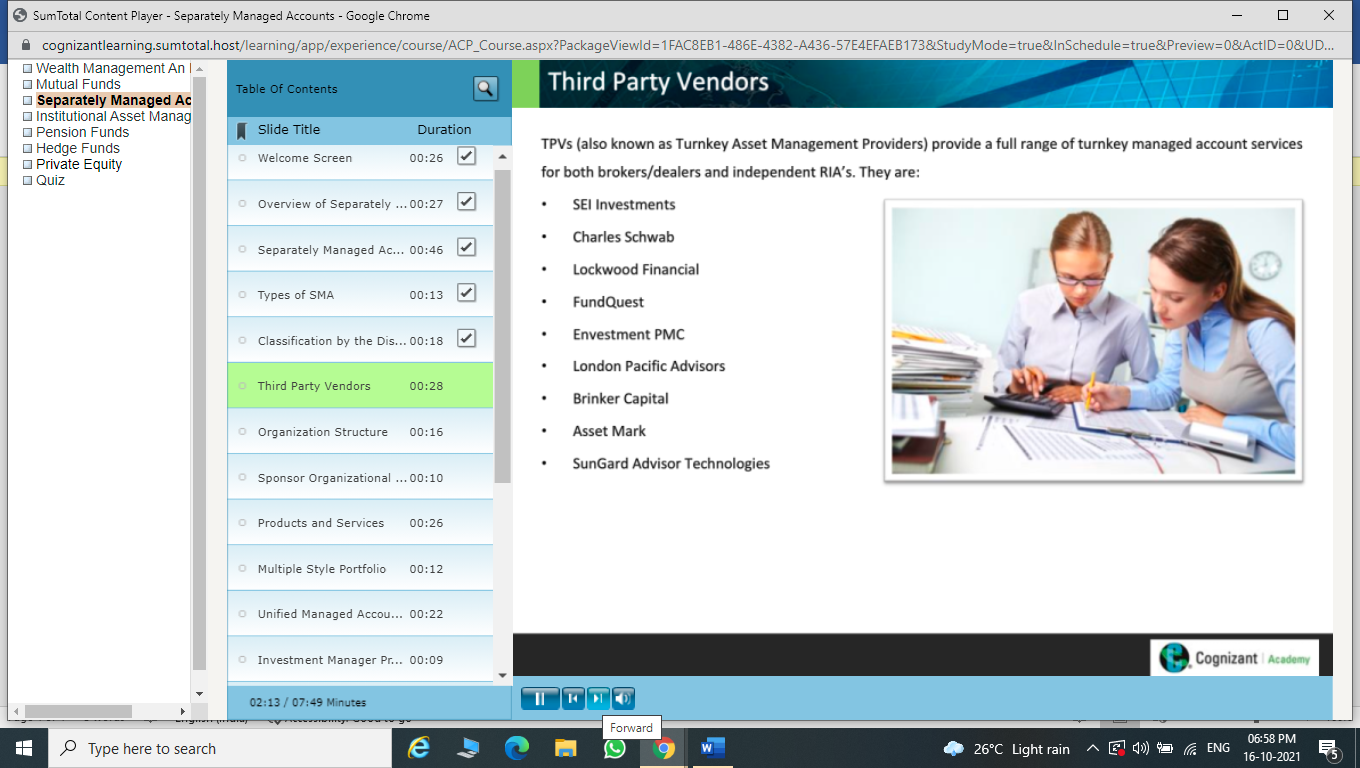 SumTotal Content Player - Separately Managed Accounts - Google Chrome
cognizantlearning.sumtotal.host/learning/app/experience/course/ACP_Course.aspx?PackageViewId=1FAC8EB1-486E-4382-A436-57E4EFAEB173&StudyMode=true&InSchedule=true&Preview=0&ActID=0&UD...
Wealth Management An
Mutual Funds
Separately Managed Ac
Institutional Asset Manag
Pension Funds
Hedge Funds
Private Equity
Quiz
Table Of Contents
Slide Title Duration
Welcome Screen 00:26
Overview of Separately ... 00:27
Separately Managed Ac... 00:46
Types of SMA 00:13
Classification by the Dis... 00:18
Third Party Vendors 00:28
Organization Structure 00:16
Sponsor Organizational ... 00:10
Products and Services 00:26
Multiple Style Portfolio 00:12
Unified Managed Accou... 00:22
Investment Manager Pr... 00:09
02:13 / 07:49 Minutes
Third Party Vendors
TPVs (also known as Turnkey Asset Management Providers) provide a full range of turnkey managed account services
for both brokers/dealers and independent RIA's. They are:
• SEI Investments
• Charles Schwab
• Lockwood Financial
• FundQuest
• Envestment PMC
• London Pacific Advisors
• Brinker Capital
• Asset Mark
• SunGard Advisor Technologies
Cognizant | Academy
Forward
Type here to search
26°C Light rain
ENG
06:58 PM
16-10-2021
5